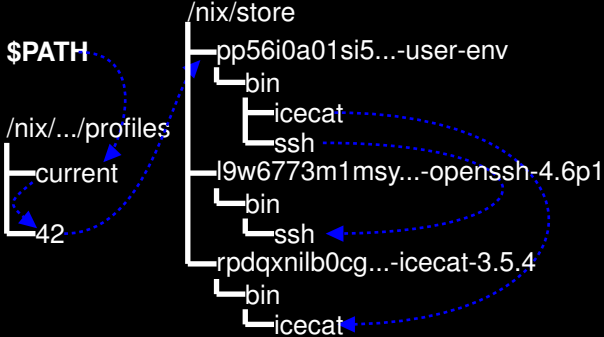 $PATH
/nix/.../profiles
current
42
/nix/store
pp56i0a01si5...-user-env
bin
icecat
ssh
l9w6773m1msy...-openssh-4.6p1
bin
ssh
rpdqxnilb0cg...-icecat-3.5.4
bin
icecat